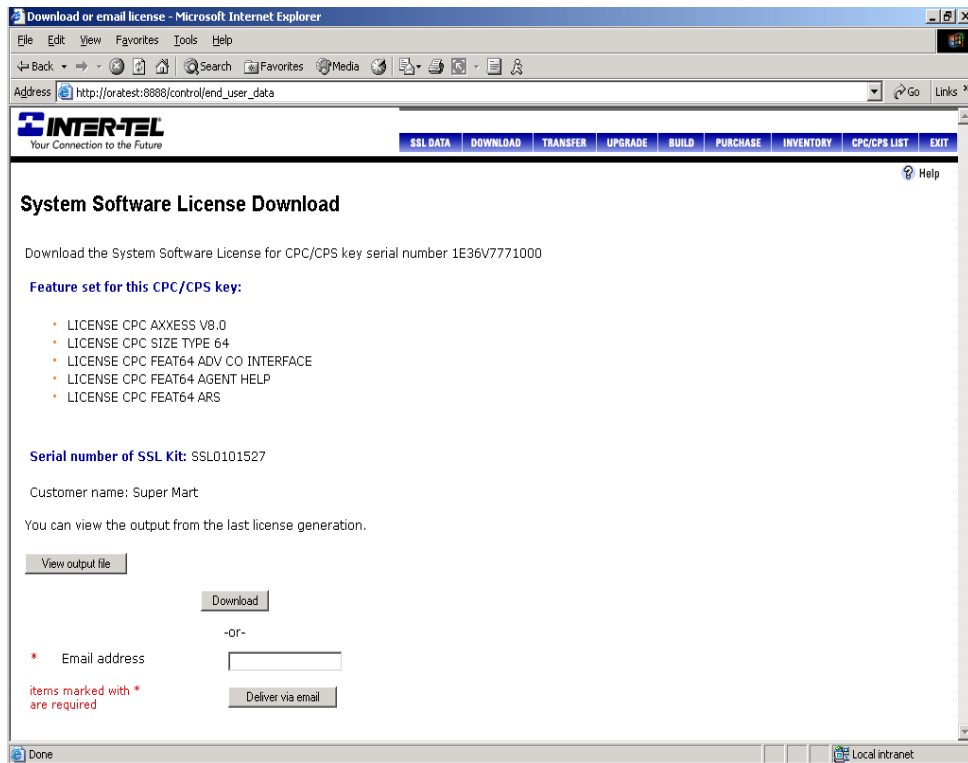 Download or email license - Microsoft Internet Explorer
File Edit View Favorites Tools Help
Back Search Favorites Media
Address http://oratest:8888/control/end_user_data Go Links »
INTER-TEL
Your Connection to the Future
SSL DATA DOWNLOAD TRANSFER UPGRADE BUILD PURCHASE INVENTORY CPC/CPS LIST EXIT
Help
System Software License Download
Download the System Software License for CPC/CPS key serial number 1E36V7771000
Feature set for this CPC/CPS key:
LICENSE CPC AXXESS V8.0
LICENSE CPC SIZE TYPE 64
LICENSE CPC FEAT64 ADV CO INTERFACE
LICENSE CPC FEAT64 AGENT HELP
LICENSE CPC FEAT64 ARS
Serial number of SSL Kit: SSL0101527
Customer name: Super Mart
You can view the output from the last license generation.
View output file
Download
-or-
* Email address
items marked with *
are required
Deliver via email
Done Local intranet